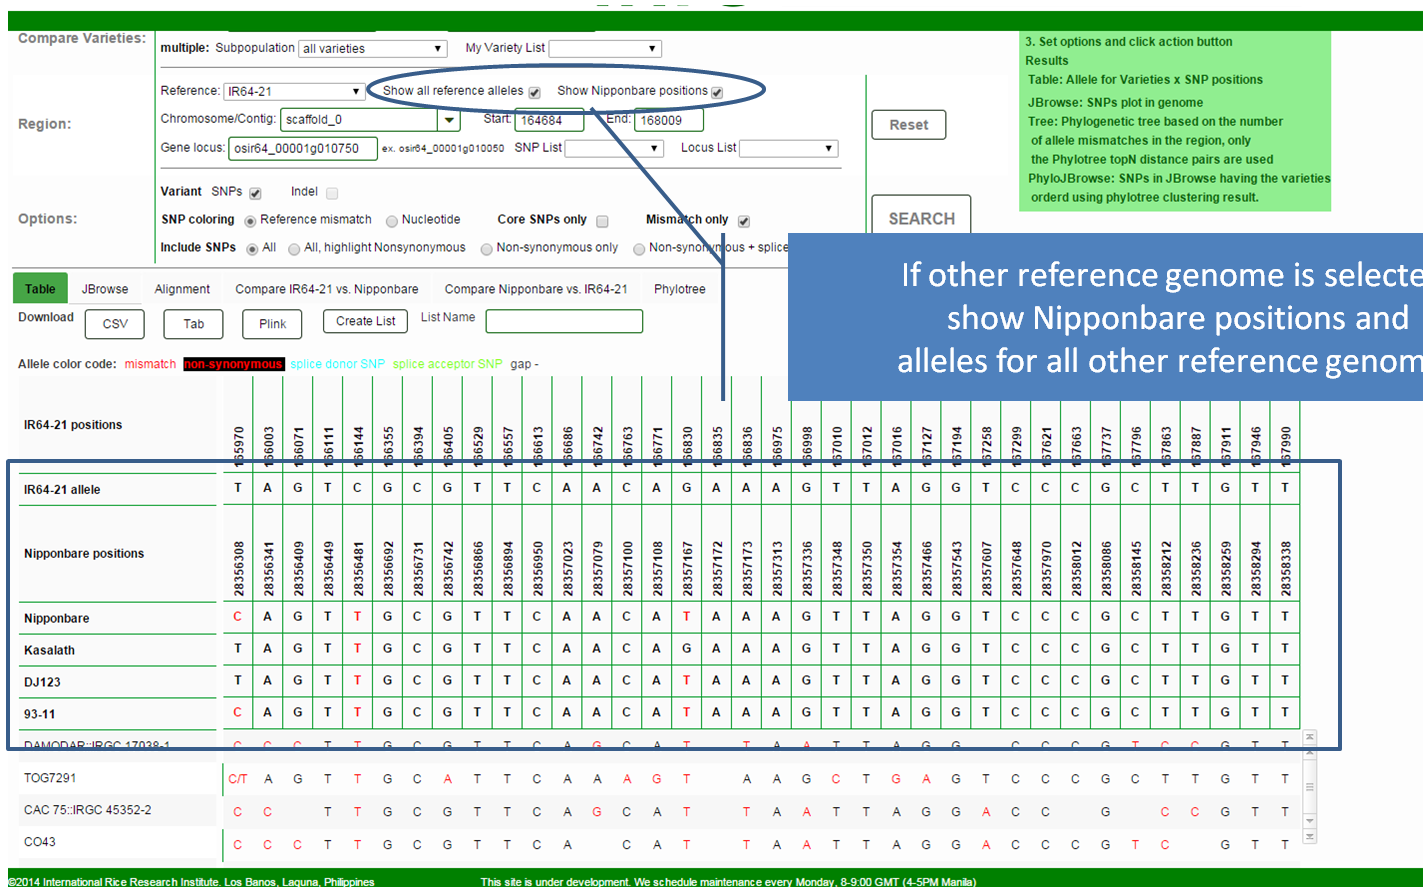 Compare Varieties:
multiple: Subpopulation all varieties My Variety List
Reference: IR64-21 Show all reference alleles Show Nipponbare positions
Region:
Chromosome/Contig: scaffold_0 Start: 164684 End: 168009
Gene locus: osir64_00001g010750 ex. osir64_00001g010050 SNP List Locus List
Reset
Variant SNPs Indel
Options:
SNP coloring Reference mismatch Nucleotide Core SNPs only Mismatch only
Include SNPs All All, highlight Nonsynonymous Non-synonymous only Non-synonymous + splice
SEARCH
3. Set options and click action button
Results
Table: Allele for Varieties x SNP positions
JBrowse: SNPs plot in genome
Tree: Phylogenetic tree based on the number
of allele mismatches in the region, only
the Phylotree topN distance pairs are used
PhyloJBrowse: SNPs in JBrowse having the varieties
orderd using phylotree clustering result.
If other reference genome is selecte
show Nipponbare positions and
alleles for all other reference genom
Table JBrowse Alignment Compare IR64-21 vs. Nipponbare Compare Nipponbare vs. IR64-21 Phylotree
Download CSV Tab Plink Create List List Name
Allele color code: mismatch non-synonymous splice donor SNP splice acceptor SNP gap -
IR64-21 positions 165970 166003 166071 166111 166144 166355 166394 166405 166529 166557 166613 166686 166742 166763 166771 166830 166835 166836 166975 166998 167010 167012 167016 167127 167194 167258 167299 167621 167663 167737 167796 167863 167887 167911 167946 167990
IR64-21 allele T A G T C G C G T T C A A C A G A A A G T T A G G T C C C G C T T G T T
Nipponbare positions 28356308 28356341 28356409 28356449 28356481 28356692 28356731 28356742 28356866 28356894 28356950 28357023 28357079 28357100 28357108 28357167 28357172 28357173 28357313 28357336 28357348 28357350 28357354 28357466 28357543 28357607 28357648 28357970 28358012 28358086 28358145 28358212 28358236 28358259 28358294 28358338
Nipponbare C A G T T G C G T T C A A C A T A A A G T T A G G T C C C G C T T G T T
Kasalath T A G T T G C G T T C A A C A G A A A G T T A G G T C C C G C T T G T T
DJ123 T A G T T G C G T T C A A C A T A A A G T T A G G T C C C G C T T G T T
93-11 C A G T T G C G T T C A A C A T A A A G T T A G G T C C C G C T T G T T
DAMODAR::IRGC 17038-1 C C C T T G C G T T C A G C A T T A A T T A G G C C C G T C C G T T
TOG7291 C/T A G T T G C A T T C A A A G T A A G C T G A G T C C C G C T T G T T
CAC 75::IRGC 45352-2 C C T T G C G T T C A G C A T T A A T T A G G A C C G C C G T T
CO43 C C C T T G C G T T C A C A T T A A T T A G G A C C C G T C G T T
©2014 International Rice Research Institute. Los Banos, Laguna, Philippines This site is under development. We schedule maintenance every Monday, 8-9:00 GMT (4-5PM Manila)